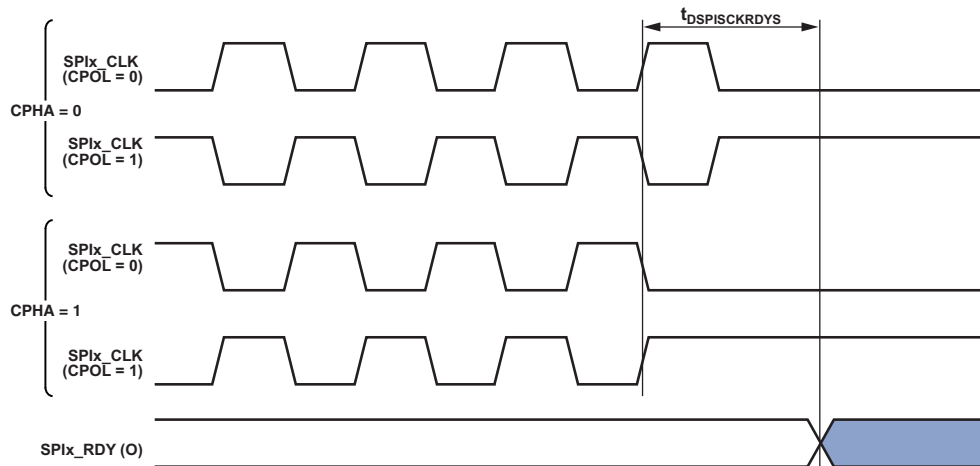 tDSPISCKRDYS
SPIx_CLK
(CPOL = 0)
CPHA = 0
SPIx_CLK
(CPOL = 1)
SPIx_CLK
(CPOL = 0)
CPHA = 1
SPIx_CLK
(CPOL = 1)
SPIx_RDY (O)